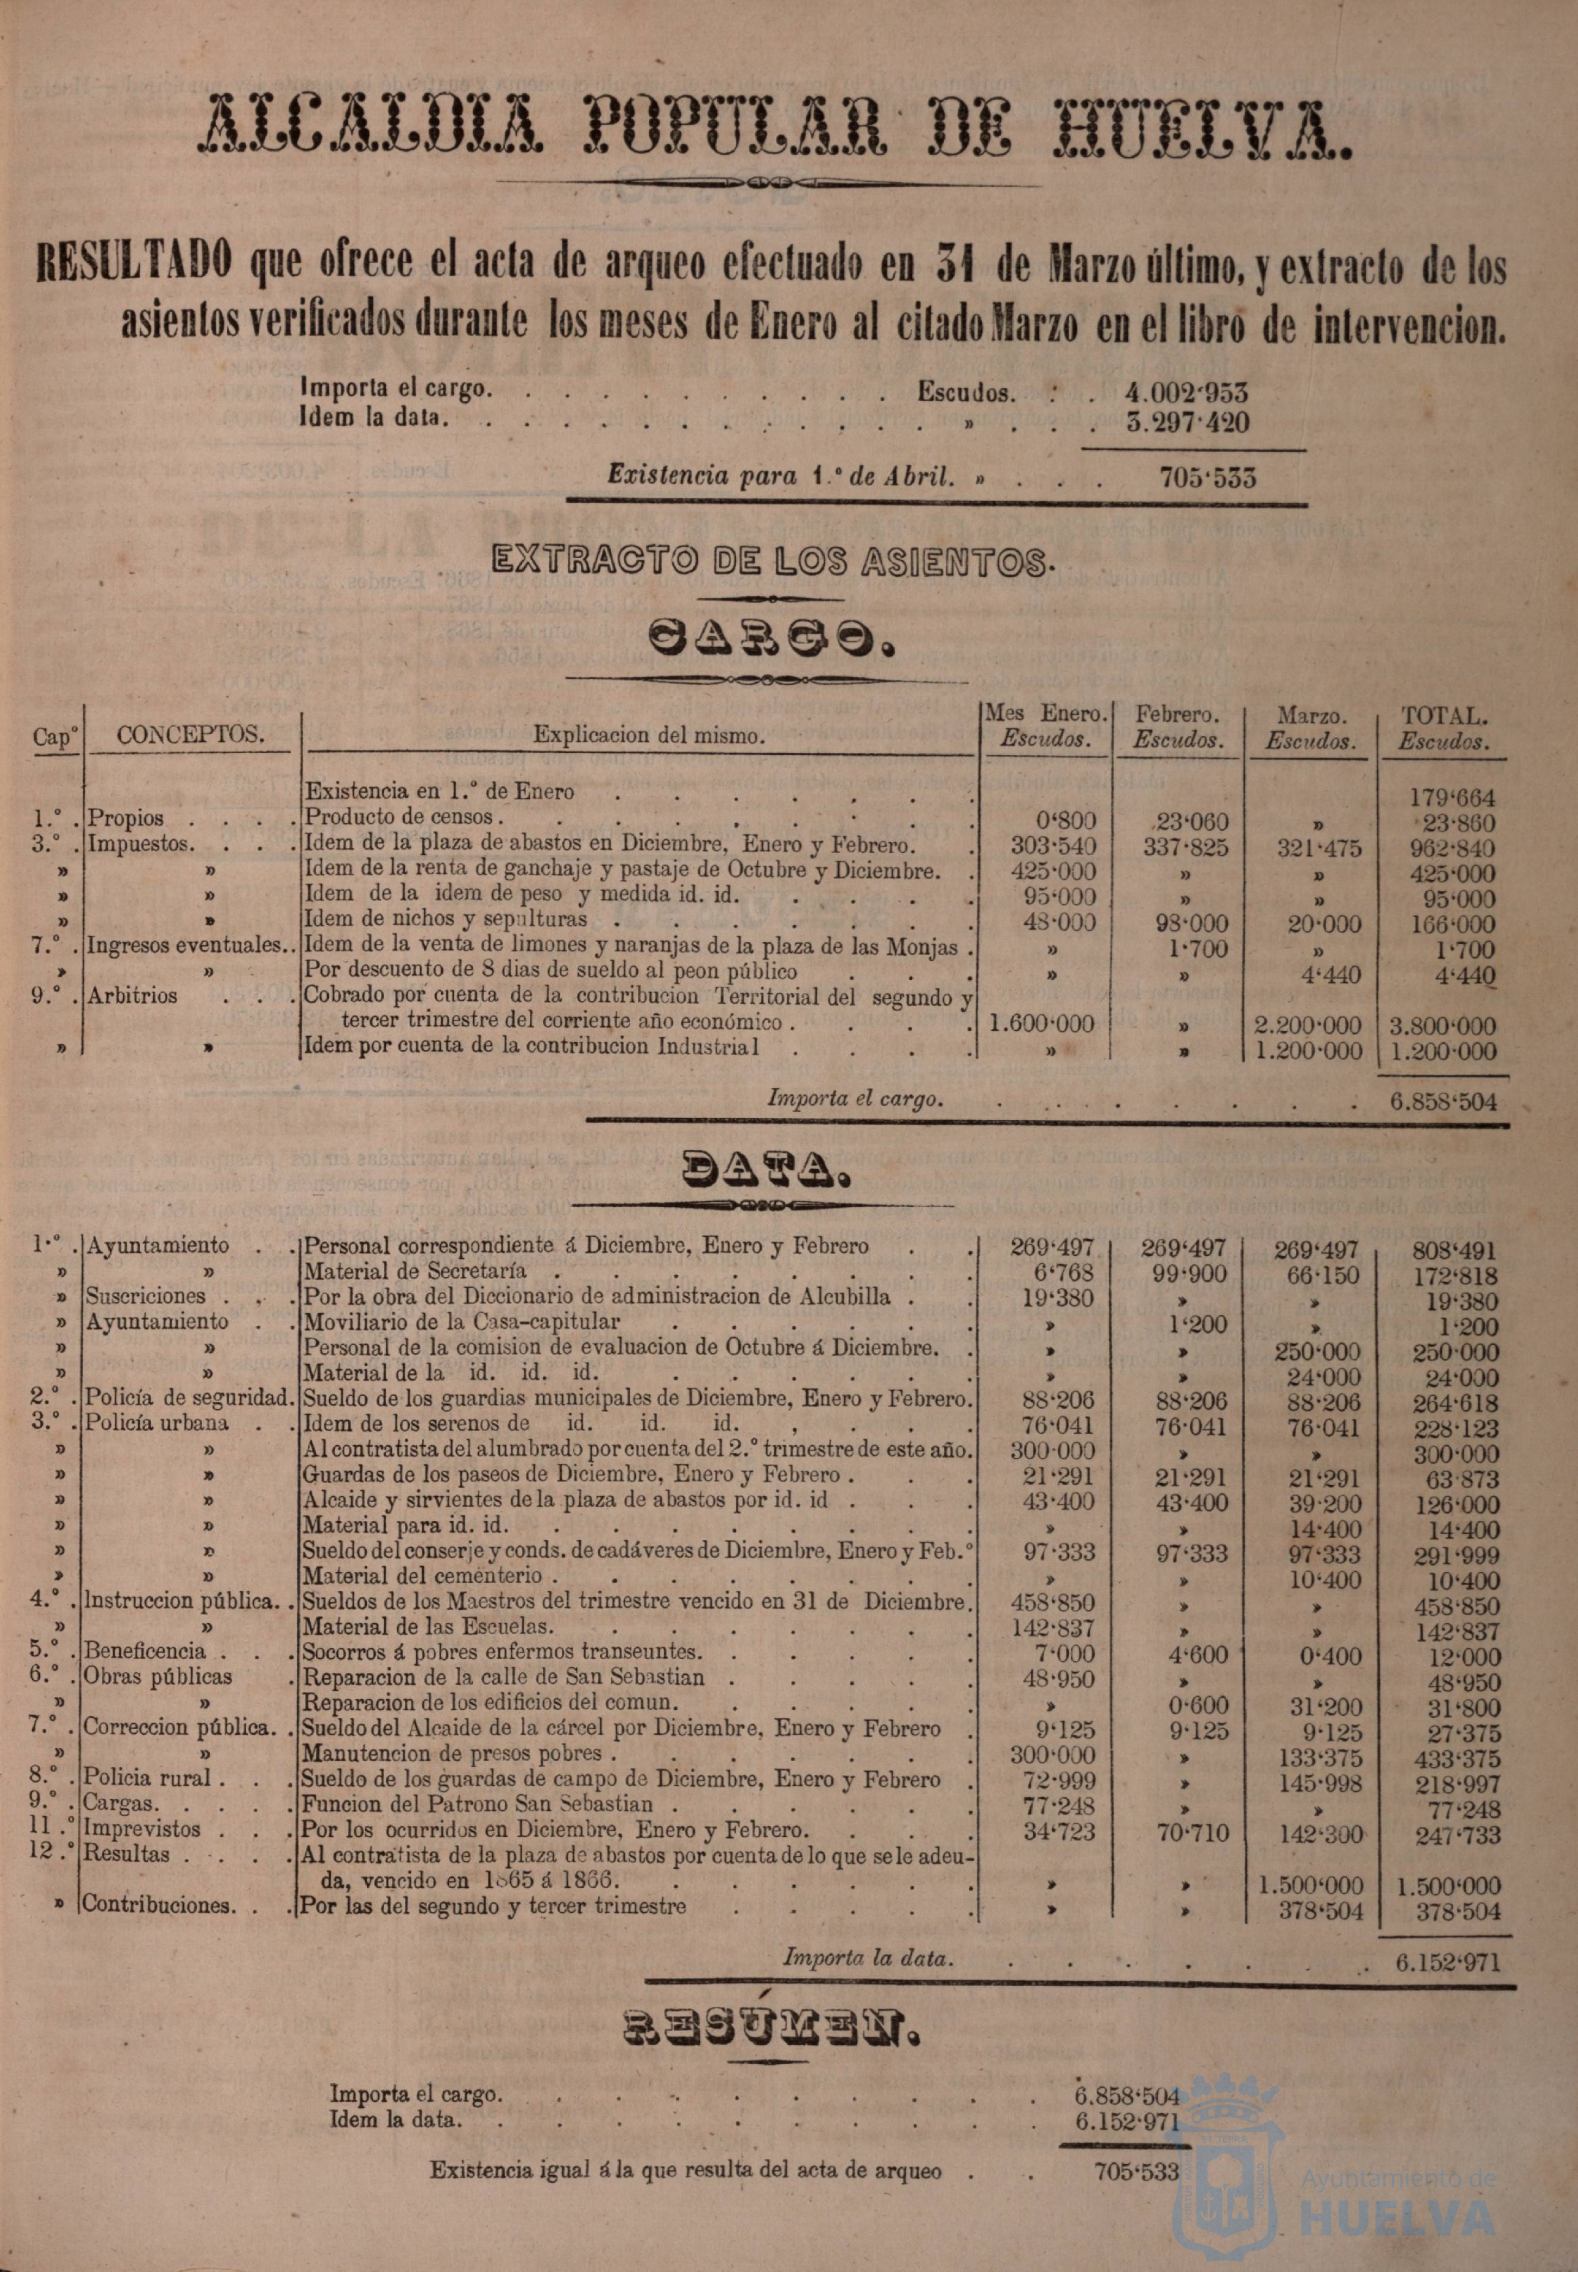 ALCALDIA POPULAR DE HUELVA.
RESULTADO que ofrece el acta de arqueo efectuado en 31 de Marzo último, y extracto de los
asientos verificados durante los meses de Enero al citado Marzo en el libro de intervencion.
Importa el cargo. . . . . . . . . . Escudos. : . 4.002‘953
Idem la data. . . . . . . . . . . . . » . . . 3.297‘420
Existencia para 1.º de Abril. » . . . 705‘533
EXTRACTO DE LOS ASIENTOS.
CARGO.
Capº CONCEPTOS. Explicacion del mismo. Mes Enero. Escudos. Febrero. Escudos. Marzo. Escudos. TOTAL. Escudos.
Existencia en 1.º de Enero . . . . . . 179‘664
1.º . Propios . . . . Producto de censos . . . . . . 0‘800 23‘060 » 23‘860
3.º . Impuestos. . . . Idem de la plaza de abastos en Diciembre, Enero y Febrero. . 303‘540 337‘825 321‘475 962‘840
» » Idem de la renta de ganchaje y pastaje de Octubre y Diciembre. . 425‘000 » » 425‘000
» » Idem de la idem de peso y medida id. id. . . . . 95‘000 » » 95‘000
» » Idem de nichos y sepulturas . . . . . . 48‘000 98‘000 20‘000 166‘000
7.º . Ingresos eventuales. . Idem de la venta de limones y naranjas de la plaza de las Monjas . » 1‘700 » 1‘700
» » Por descuento de 8 dias de sueldo al peon público . . . » » 4‘440 4‘440
9.º . Arbitrios . . . Cobrado por cuenta de la contribucion Territorial del segundo y
tercer trimestre del corriente año económico . . . . 1.600‘000 » 2.200‘000 3.800‘000
» » Idem por cuenta de la contribucion Industrial . . . » » 1.200‘000 1.200‘000
Importa el cargo. . . . . . . . 6.858‘504
DATA.
1.º . Ayuntamiento . . Personal correspondiente á Diciembre, Enero y Febrero . . 269‘497 269‘497 269‘497 808‘491
» » Material de Secretaría . . . . . . . 6‘768 99‘900 66‘150 172‘818
» Suscriciones . . . Por la obra del Diccionario de administracion de Alcubilla . . 19‘380 » » 19‘380
» Ayuntamiento . . Moviliario de la Casa-capitular . . . . » 1‘200 » 1‘200
» » Personal de la comision de evaluacion de Octubre á Diciembre. . » » 250‘000 250‘000
» » Material de la id. id. id. . . . . . » » 24‘000 24‘000
2.º . Policía de seguridad. Sueldo de los guardias municipales de Diciembre, Enero y Febrero. 88‘206 88‘206 88‘206 264‘618
3.º . Policía urbana . . Idem de los serenos de id. id. id. , . . . 76‘041 76‘041 76‘041 228‘123
» » Al contratista del alumbrado por cuenta del 2.º trimestre de este año. 300‘000 » » 300‘000
» » Guardas de los paseos de Diciembre, Enero y Febrero . . . 21‘291 21‘291 21‘291 63‘873
» » Alcaide y sirvientes de la plaza de abastos por id. id . . . 43‘400 43‘400 39‘200 126‘000
» » Material para id. id. . . . . . . » » 14‘400 14‘400
» » Sueldo del conserje y conds. de cadáveres de Diciembre, Enero y Feb.º 97‘333 97‘333 97‘333 291‘999
» » Material del cementerio . . . . . . » » 10‘400 10‘400
4.º . Instruccion pública. . Sueldos de los Maestros del trimestre vencido en 31 de Diciembre. 458‘850 » » 458‘850
» » Material de las Escuelas. . . . . . 142‘837 » » 142‘837
5.º . Beneficencia . . . Socorros á pobres enfermos transeuntes. . . . . 7‘000 4‘600 0‘400 12‘000
6.º . Obras públicas . Reparacion de la calle de San Sebastian . . . . 48‘950 » » 48‘950
» » Reparacion de los edificios del comun. . . . . » 0‘600 31‘200 31‘800
7.º . Correccion pública. . Sueldo del Alcaide de la cárcel por Diciembre, Enero y Febrero . 9‘125 9‘125 9‘125 27‘375
» » Manutencion de presos pobres . . . . . 300‘000 » 133‘375 433‘375
8.º . Policia rural . . . Sueldo de los guardas de campo de Diciembre, Enero y Febrero . 72‘999 » 145‘998 218‘997
9.º . Cargas. . . . . Funcion del Patrono San Sebastian . . . . 77‘248 » » 77‘248
11 .º Imprevistos . . . Por los ocurridos en Diciembre, Enero y Febrero. . . . 34‘723 70‘710 142‘300 247‘733
12 .º Resultas . . . . Al contratista de la plaza de abastos por cuenta de lo que se le adeu-
da, vencido en 1865 á 1866. . . . . . » » 1.500‘000 1.500‘000
» Contribuciones. . . Por las del segundo y tercer trimestre . . . » » 378‘504 378‘504
Importa la data. . . . . . . . 6.152‘971
RESÚMEN.
Importa el cargo. . . . . . . . . . 6.858‘504
Idem la data. . . . . . . . . . 6.152‘971
Existencia igual á la que resulta del acta de arqueo . . 705‘533
Ayuntamiento de
HUELVA